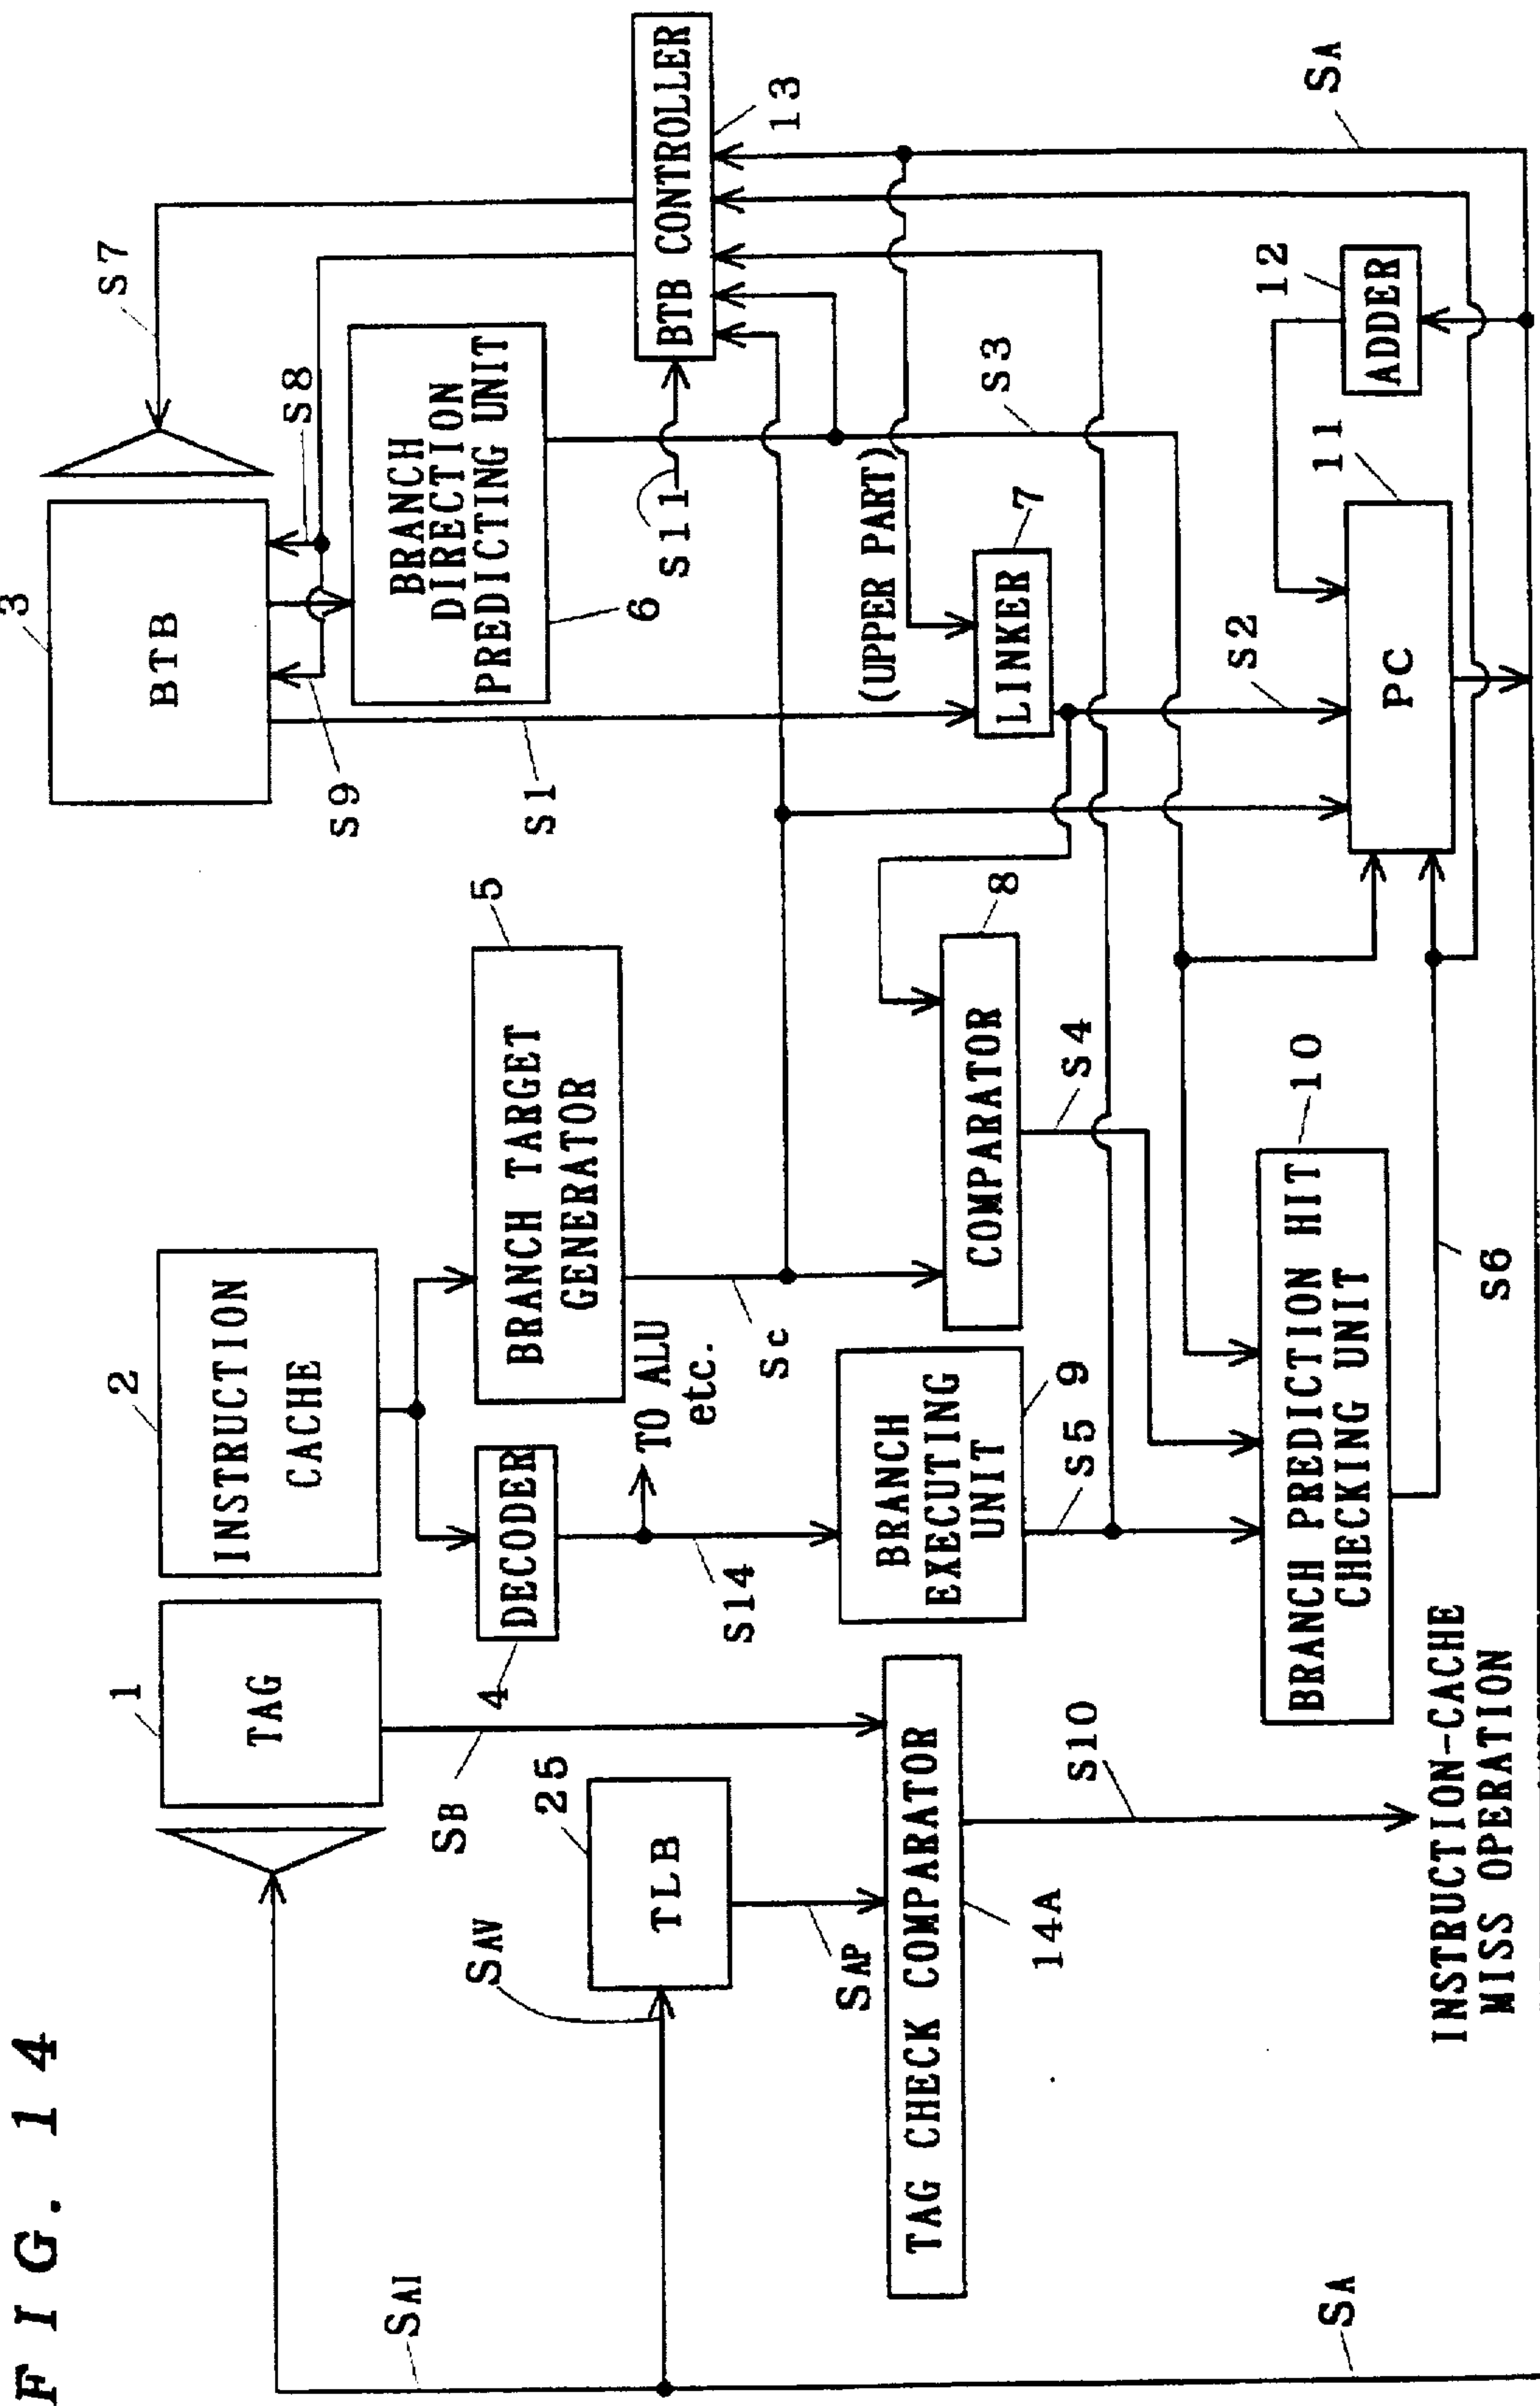 FIG. 14
1
TAG
2
INSTRUCTION
CACHE
3
BTB
S7
S8
S9
SAI
SB
4
DECODER
5
BRANCH TARGET
GENERATOR
BRANCH
DIRECTION
PREDICTING UNIT
6
BTB CONTROLLER
13
S1
S11
SAV
25
TLB
SAP
S14
TO ALU
etc.
Sc
(UPPER PART)
7
LINKER
S3
14A
TAG CHECK COMPARATOR
S10
BRANCH
EXECUTING
UNIT
9
S5
8
COMPARATOR
S4
S2
12
ADDER
11
PC
10
BRANCH PREDICTION HIT
CHECKING UNIT
S6
SA
SA
INSTRUCTION-CACHE
MISS OPERATION